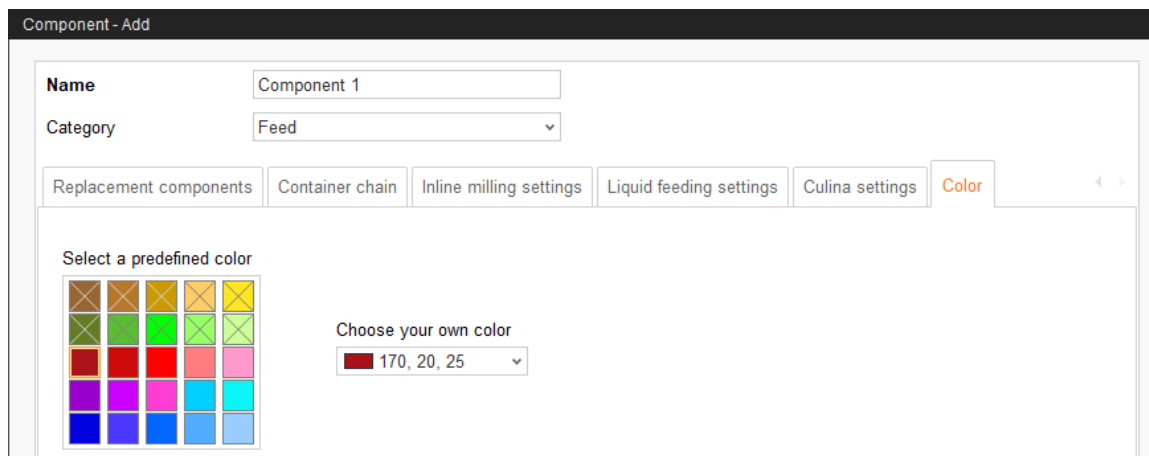 Component - Add
Name Component 1
Category Feed
Replacement components Container chain Inline milling settings Liquid feeding settings Culina settings Color
Select a predefined color
Choose your own color
170, 20, 25